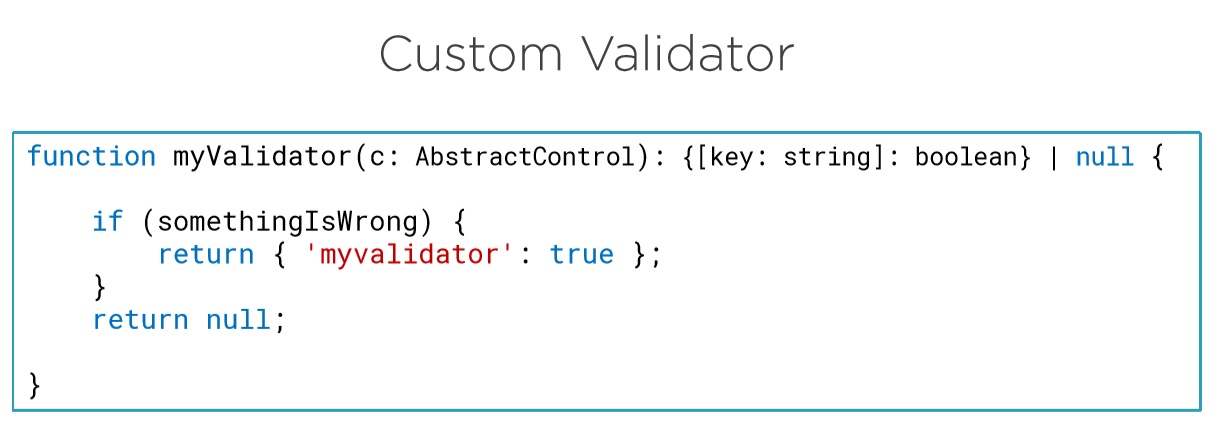 Custom Validator
function myValidator(c: AbstractControl): {[key: string]: boolean} | null {
if (somethingIsWrong) {
return { 'myvalidator': true };
}
return null;
}